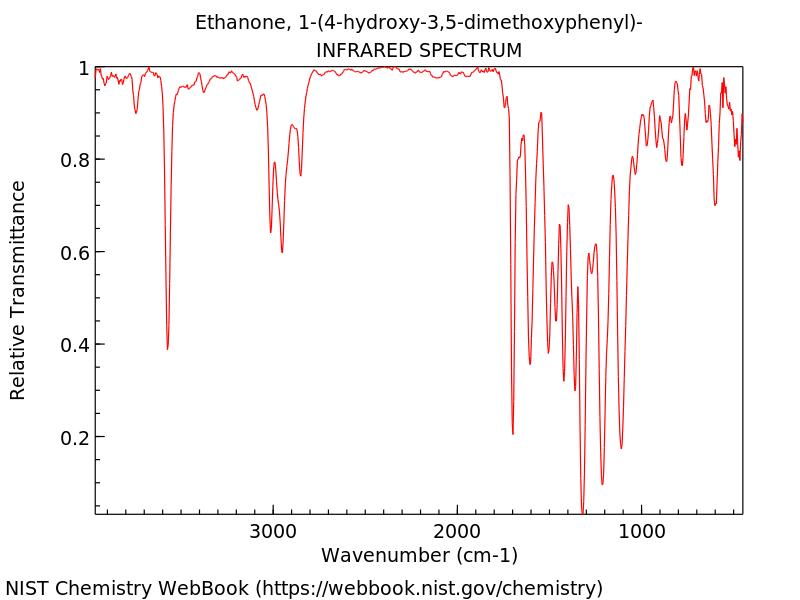 Ethanone, 1-(4-hydroxy-3,5-dimethoxyphenyl)-
INFRARED SPECTRUM
1
0.8
0.6
0.4
0.2
Relative Transmittance
3000 2000 1000
Wavenumber (cm-1)
NIST Chemistry WebBook (https://webbook.nist.gov/chemistry)